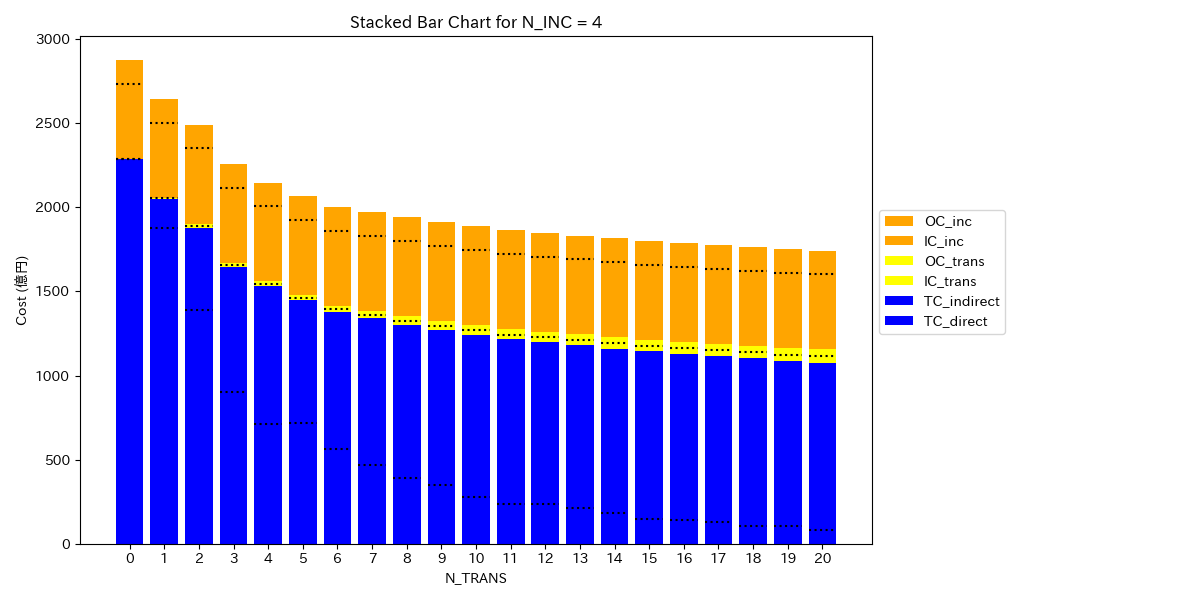 Stacked Bar Chart for N_INC = 4
Cost (億円)
3000
2500
2000
1500
1000
500
0
0 1 2 3 4 5 6 7 8 9 10 11 12 13 14 15 16 17 18 19 20
N_TRANS
OC_inc
IC_inc
OC_trans
IC_trans
TC_indirect
TC_direct